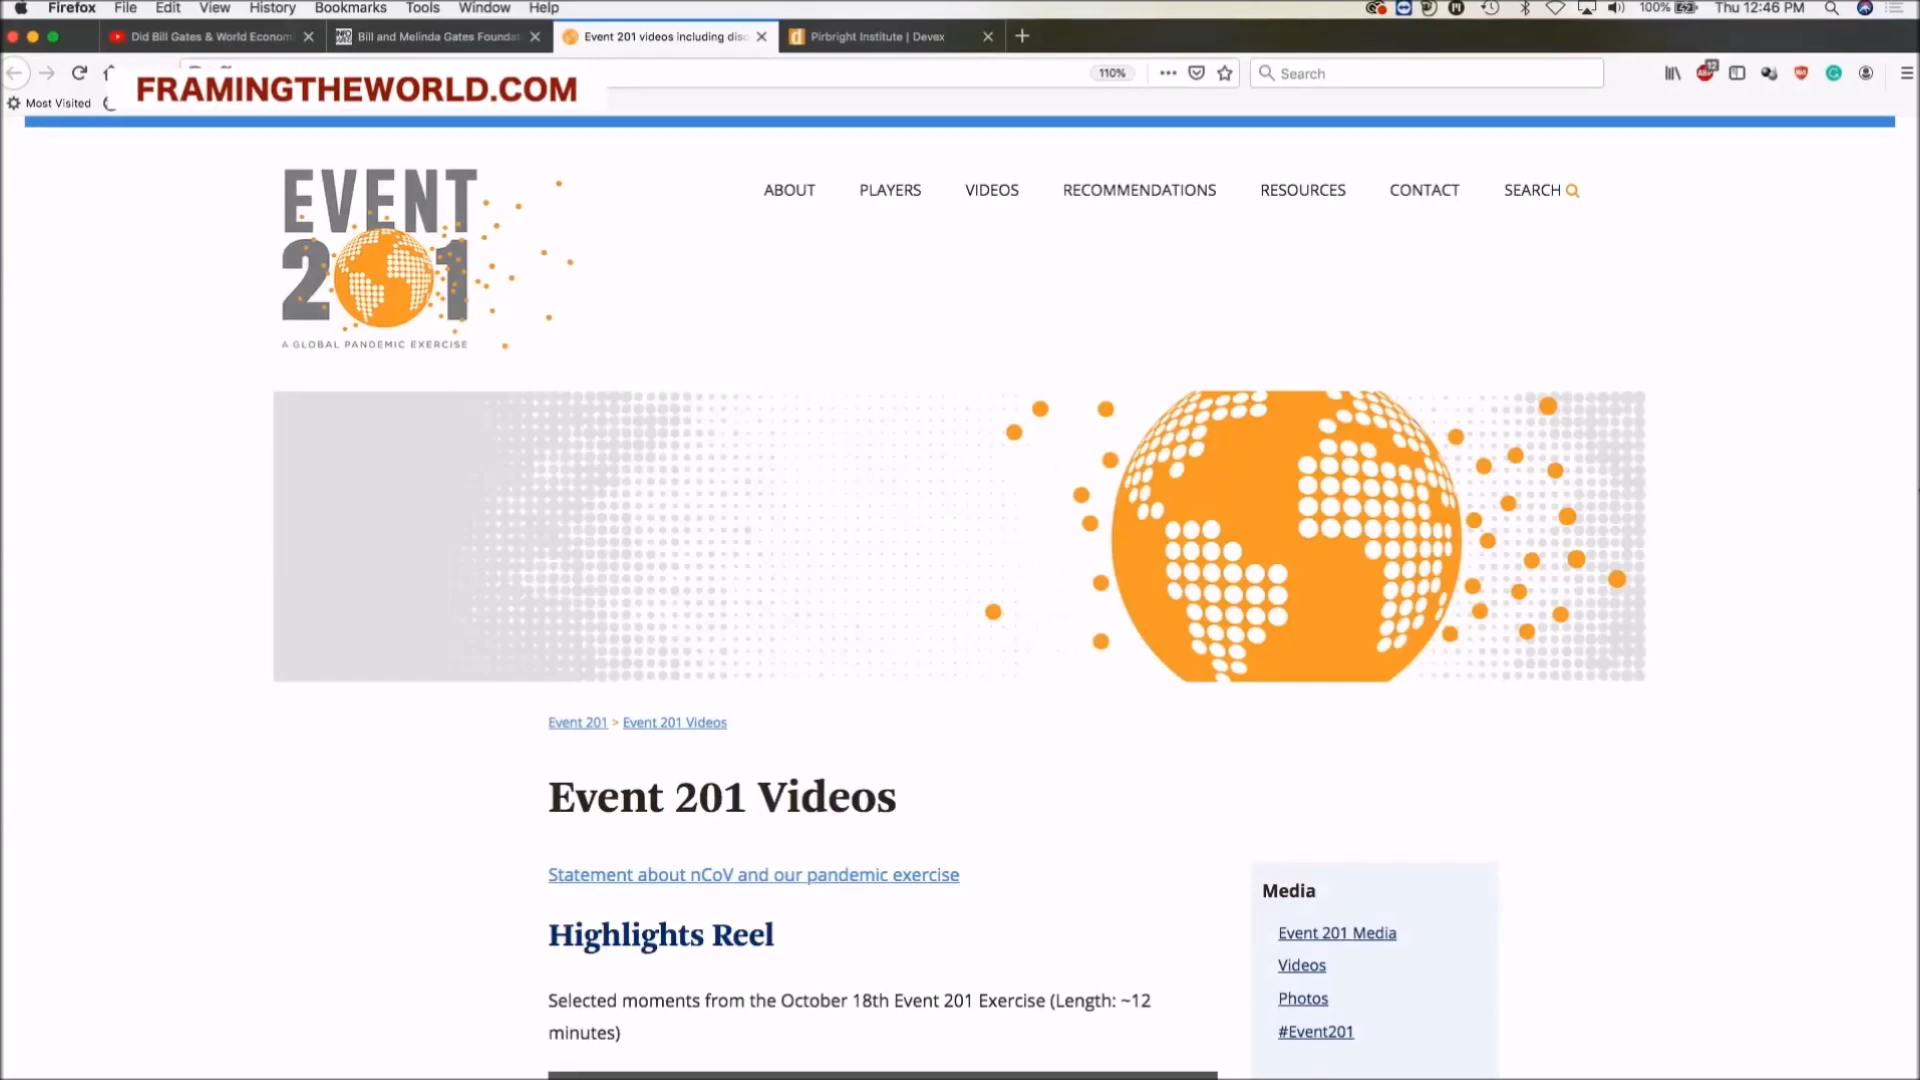 Firefox File Edit View History Bookmarks Tools Window Help 100% Thu 12:46 PM
Did Bill Gates & World Econom Bill and Melinda Gates Foundat Event 201 videos including disc Pirbright Institute | Devex
110% Search
FRAMINGTHEWORLD.COM
Most Visited
EVENT
201
A GLOBAL PANDEMIC EXERCISE
ABOUT PLAYERS VIDEOS RECOMMENDATIONS RESOURCES CONTACT SEARCH
Event 201 > Event 201 Videos
Event 201 Videos
Statement about nCoV and our pandemic exercise
Highlights Reel
Selected moments from the October 18th Event 201 Exercise (Length: ~12
minutes)
Media
Event 201 Media
Videos
Photos
#Event201